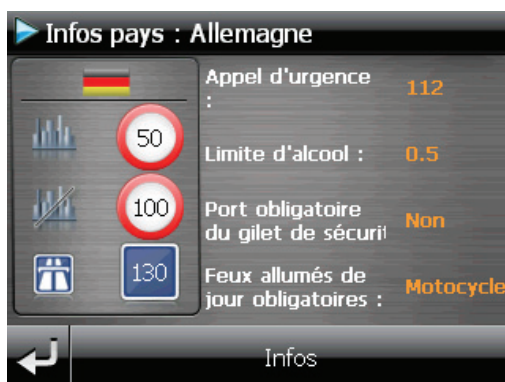 Infos pays : Allemagne
50
100
130
Appel d'urgence
:
112
Limite d'alcool :
0.5
Port obligatoire
du gilet de sécurit
Non
Feux allumés de
jour obligatoires :
Motocycle
Infos